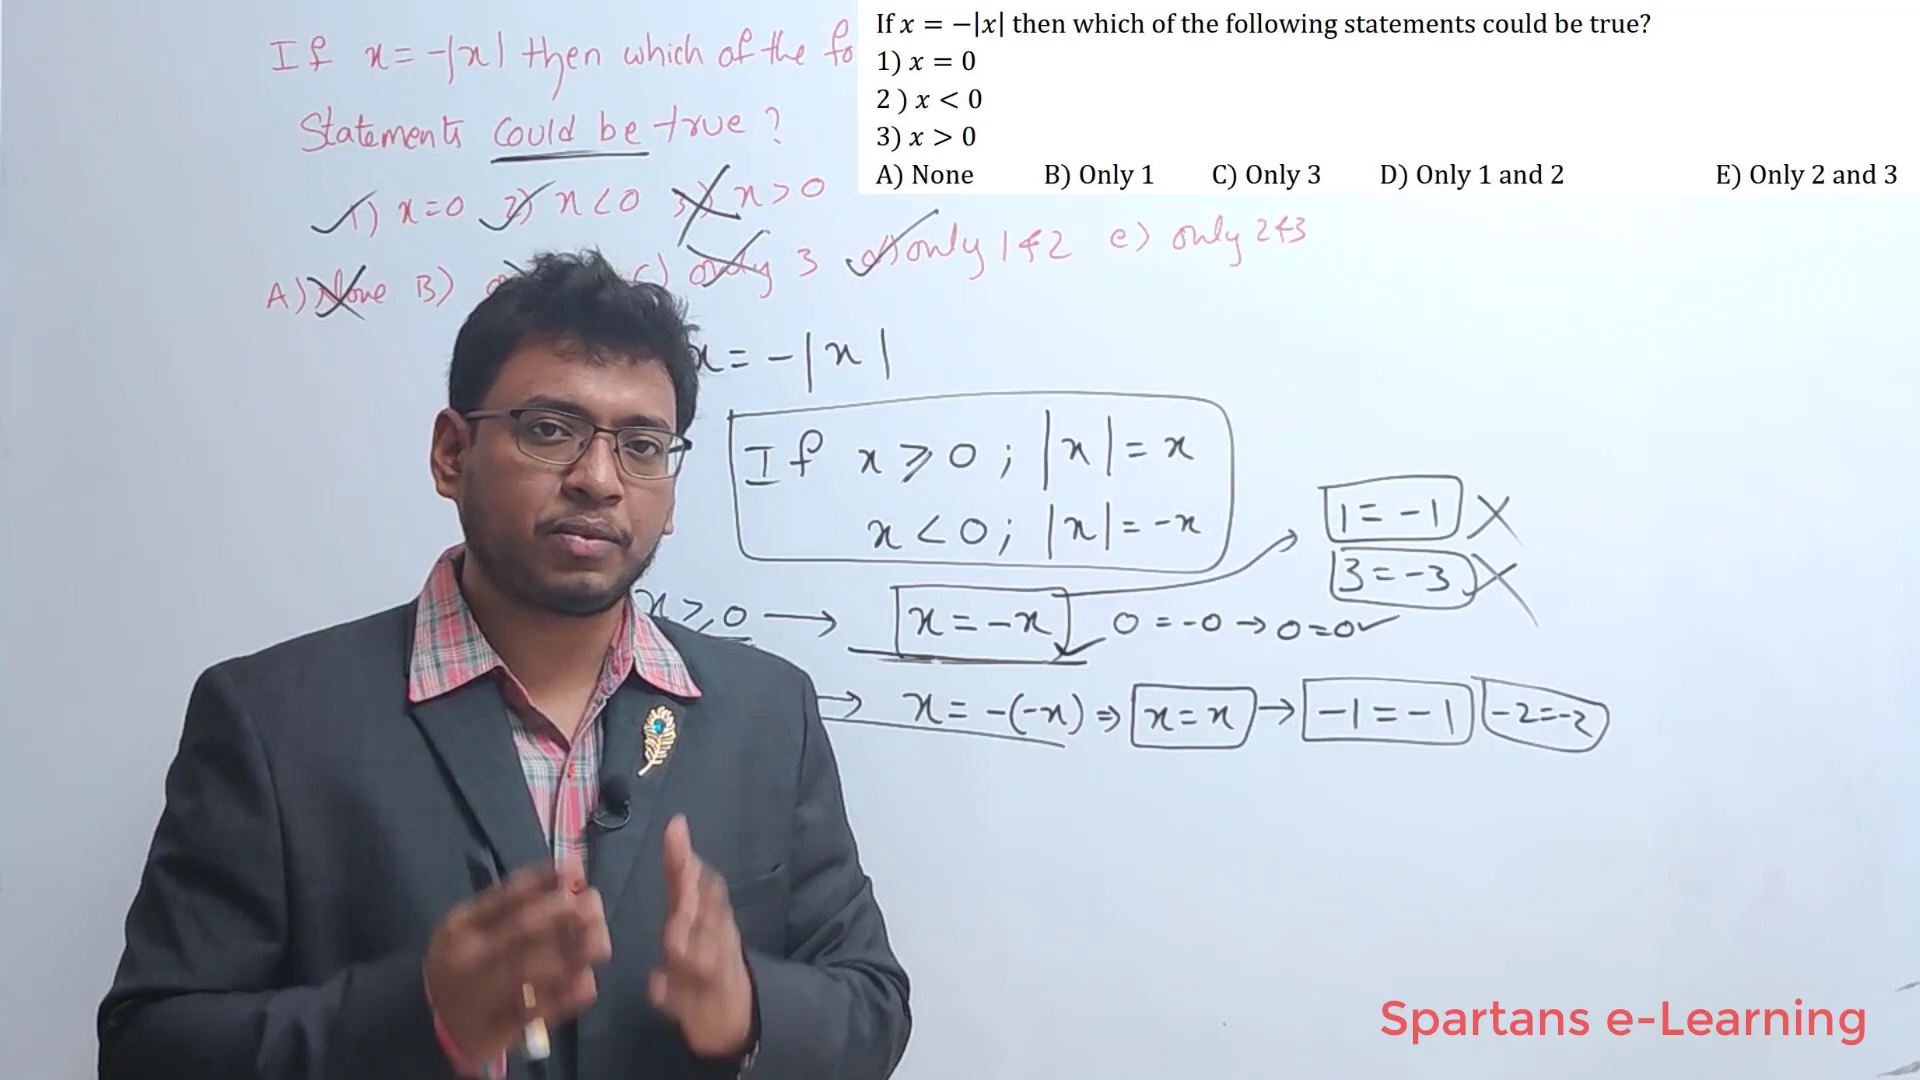 If x = −|x| then which of the following statements could be true?
1) x = 0
2 ) x < 0
3) x > 0
A) None B) Only 1 C) Only 3 D) Only 1 and 2 E) Only 2 and 3
If x = -|x| then which of the fo
Statements could be true ?
1) x=0 2) x<0 3) x>0
A) None B) C) only 3 d) only 1&2 e) only 2&3
x = -|x|
If x ⩾ 0 ; |x| = x
x < 0 ; |x| = -x
1 = -1 X
3 = -3 X
x ⩾ 0 → x = -x 0 = -0 → 0=0 ✓
→ x = -(-x) ⇒ x = x → -1 = -1 -2=-2
Spartans e-Learning